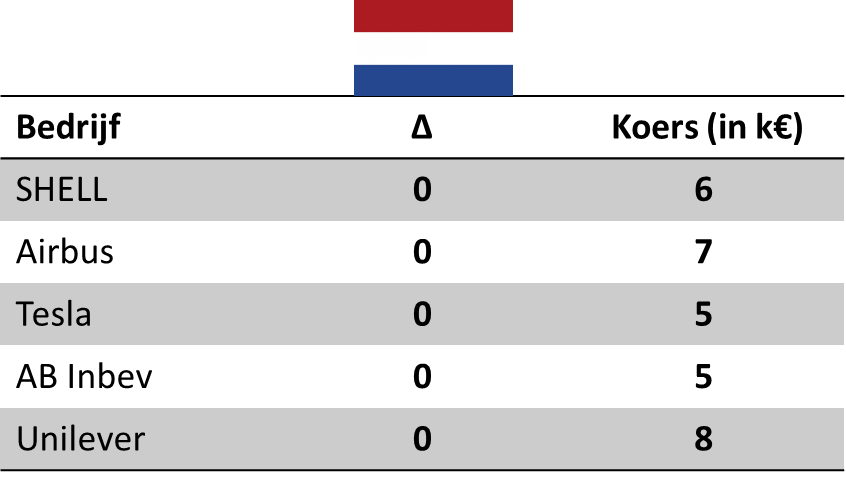 Bedrijf Δ Koers (in k€)
SHELL 0 6
Airbus 0 7
Tesla 0 5
AB Inbev 0 5
Unilever 0 8